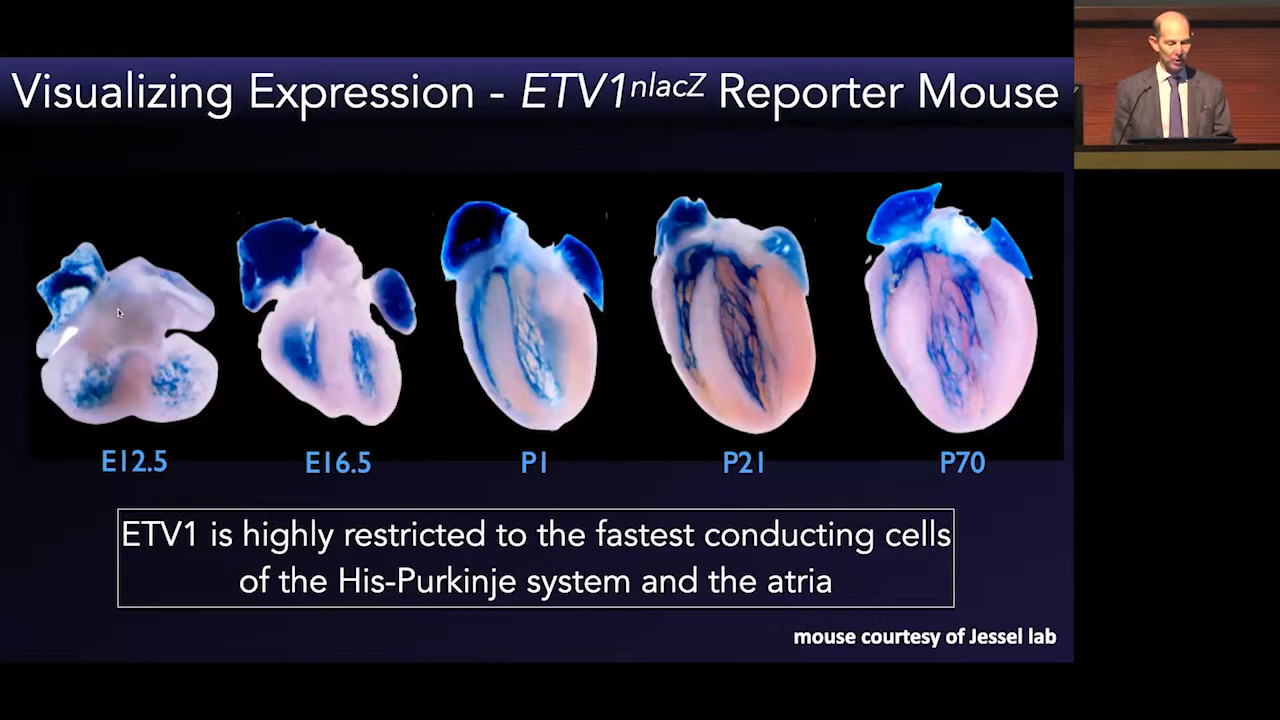 Visualizing Expression - ETV1nlacZ Reporter Mouse
E12.5
E16.5
P1
P21
P70
ETV1 is highly restricted to the fastest conducting cells
of the His-Purkinje system and the atria
mouse courtesy of Jessel lab